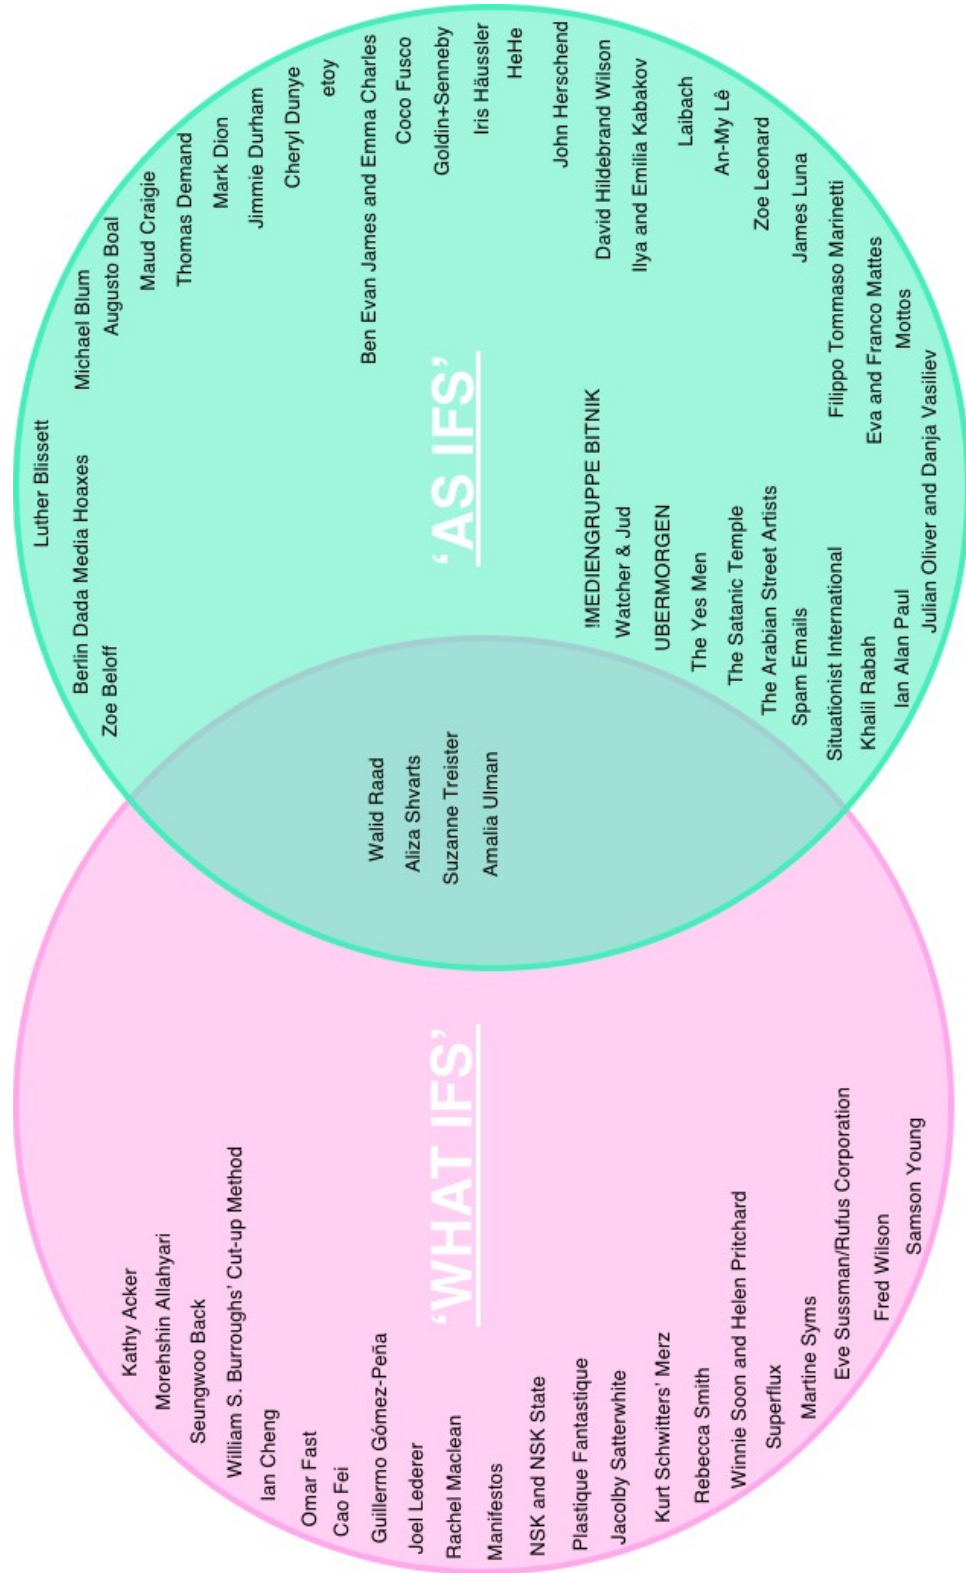 ‘WHAT IFS’
Kathy Acker
Morehshin Allahyari
Seungwoo Back
William S. Burroughs’ Cut-up Method
Ian Cheng
Omar Fast
Cao Fei
Guillermo Gómez-Peña
Joel Lederer
Rachel Maclean
Manifestos
NSK and NSK State
Plastique Fantastique
Jacolby Satterwhite
Kurt Schwitters’ Merz
Rebecca Smith
Winnie Soon and Helen Pritchard
Superflux
Martine Syms
Eve Sussman/Rufus Corporation
Fred Wilson
Samson Young
Walid Raad
Aliza Shvarts
Suzanne Treister
Amalia Ulman
‘AS IFS’
Luther Blissett
Berlin Dada Media Hoaxes
Zoe Beloff
Michael Blum
Augusto Boal
Maud Craigie
Thomas Demand
Mark Dion
Jimmie Durham
Cheryl Dunye
etoy
Ben Evan James and Emma Charles
Coco Fusco
Goldin+Senneby
Iris Häussler
HeHe
John Herschend
David Hildebrand Wilson
Ilya and Emilia Kabakov
Laibach
An-My Lê
Zoe Leonard
James Luna
Filippo Tommaso Marinetti
Eva and Franco Mattes
Mottos
Julian Oliver and Danja Vasiliev
!MEDIENGRUPPE BITNIK
Watcher & Jud
UBERMORGEN
The Yes Men
The Satanic Temple
The Arabian Street Artists
Spam Emails
Situationist International
Khalil Rabah
Ian Alan Paul